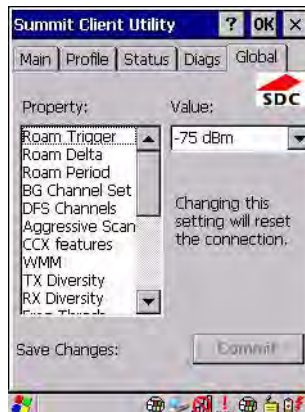 Summit Client Utility ? OK ×
Main Profile Status Diags Global
SDC
Property: Value:
Roam Trigger
-75 dBm
Roam Delta
Roam Period
BG Channel Set
DFS Channels
Aggressive Scan
CCX features
WMM
TX Diversity
RX Diversity
Changing this
setting will reset
the connection.
Save Changes: Commit